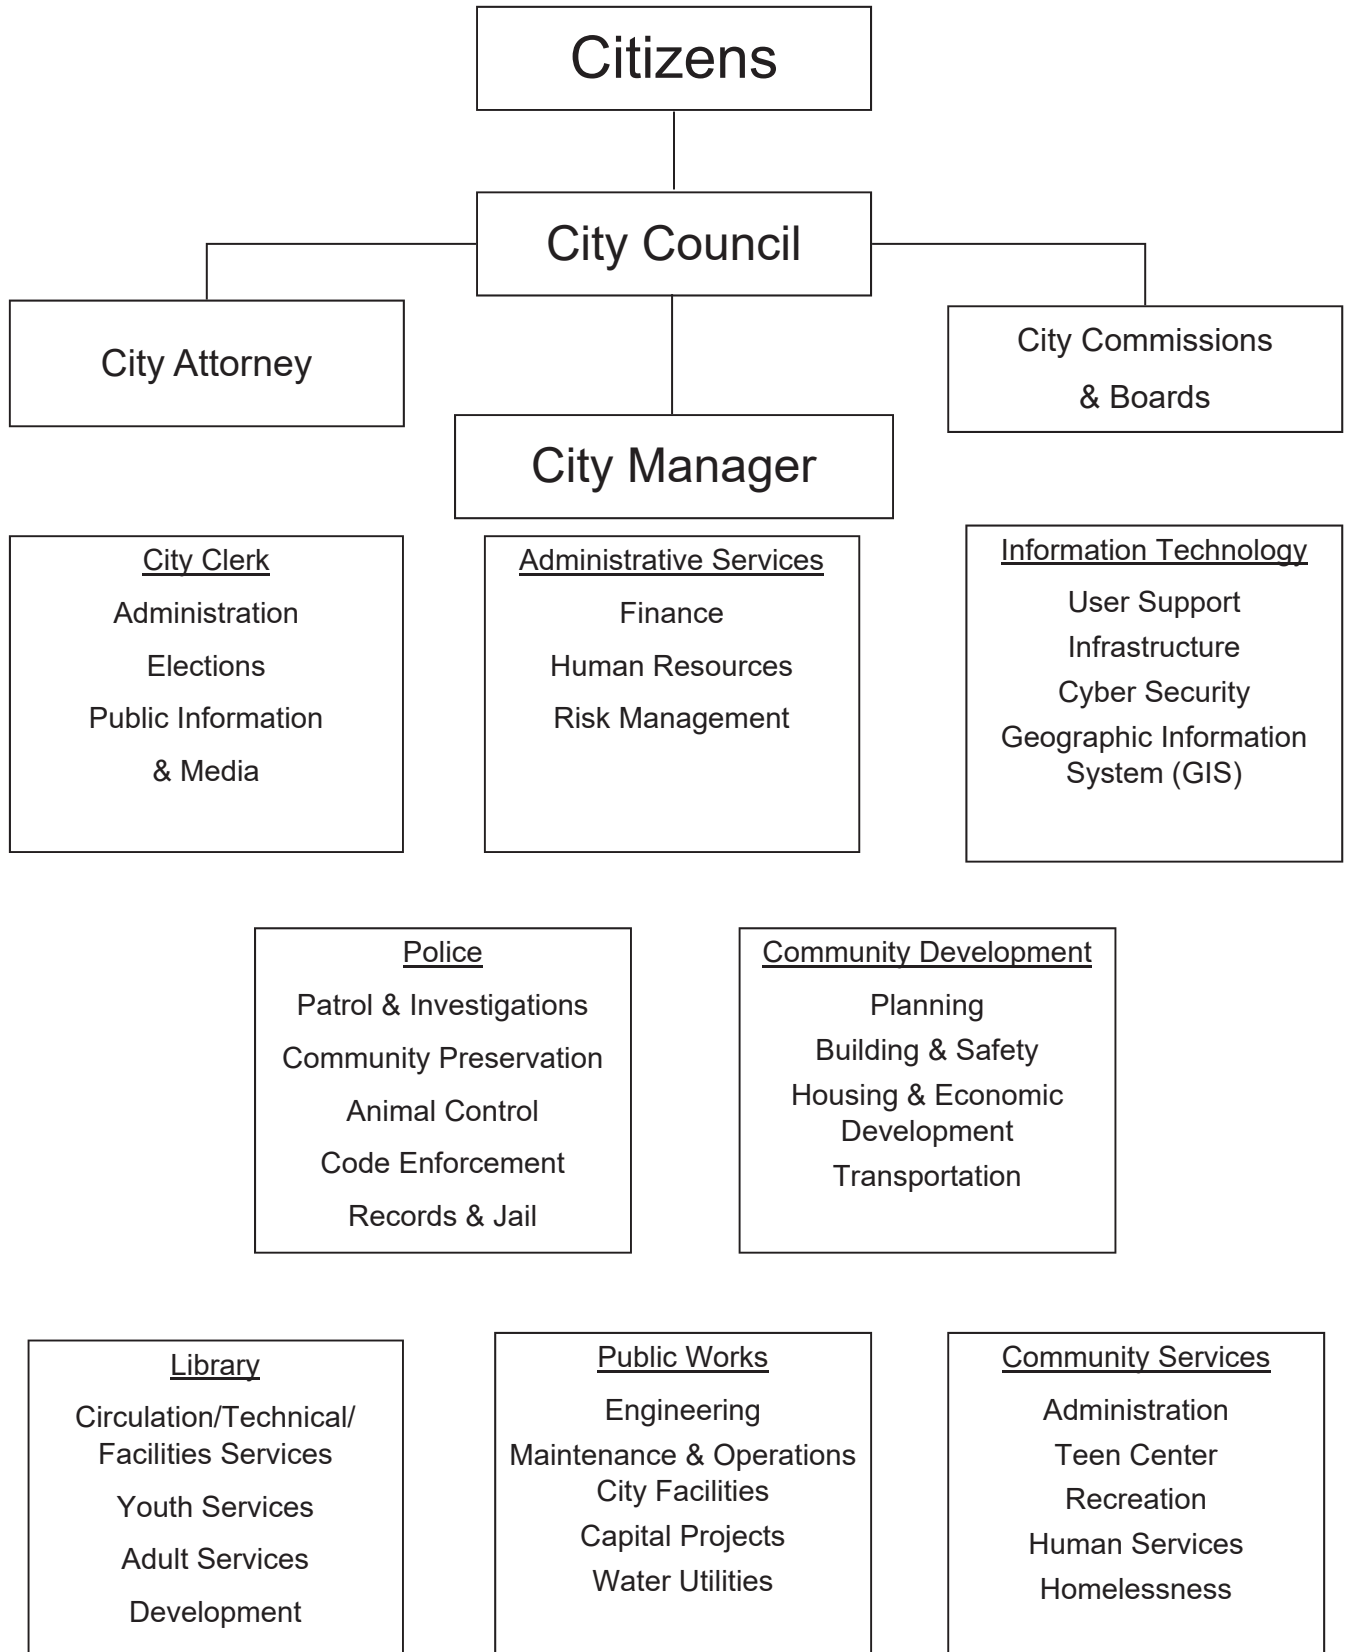 Citizens
City Council
City Attorney
City Commissions
& Boards
City Manager
City Clerk
Administration
Elections
Public Information
& Media
Administrative Services
Finance
Human Resources
Risk Management
Information Technology
User Support
Infrastructure
Cyber Security
Geographic Information
System (GIS)
Police
Patrol & Investigations
Community Preservation
Animal Control
Code Enforcement
Records & Jail
Community Development
Planning
Building & Safety
Housing & Economic
Development
Transportation
Library
Circulation/Technical/
Facilities Services
Youth Services
Adult Services
Development
Public Works
Engineering
Maintenance & Operations
City Facilities
Capital Projects
Water Utilities
Community Services
Administration
Teen Center
Recreation
Human Services
Homelessness